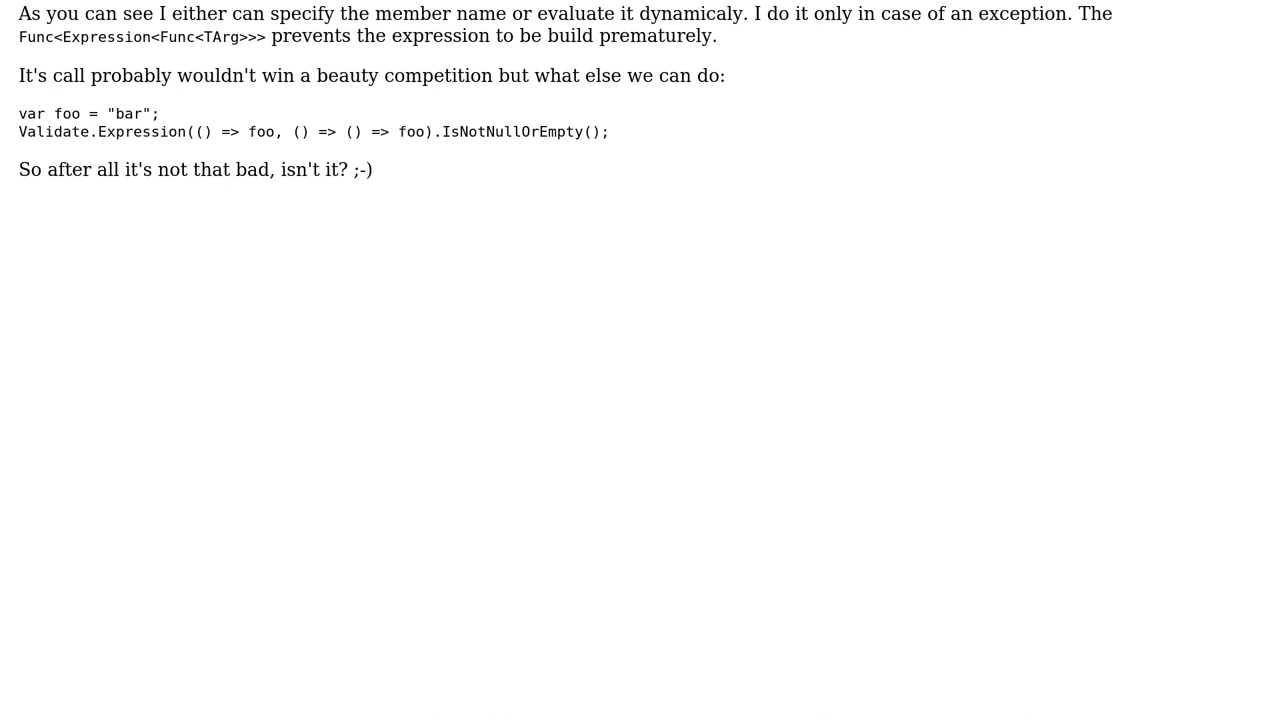 As you can see I either can specify the member name or evaluate it dynamicaly. I do it only in case of an exception. The
Func<Expression<Func<TArg>>> prevents the expression to be build prematurely.
It's call probably wouldn't win a beauty competition but what else we can do:
var foo = "bar";
Validate.Expression(() => foo, () => () => foo).IsNotNullOrEmpty();
So after all it's not that bad, isn't it? ;-)